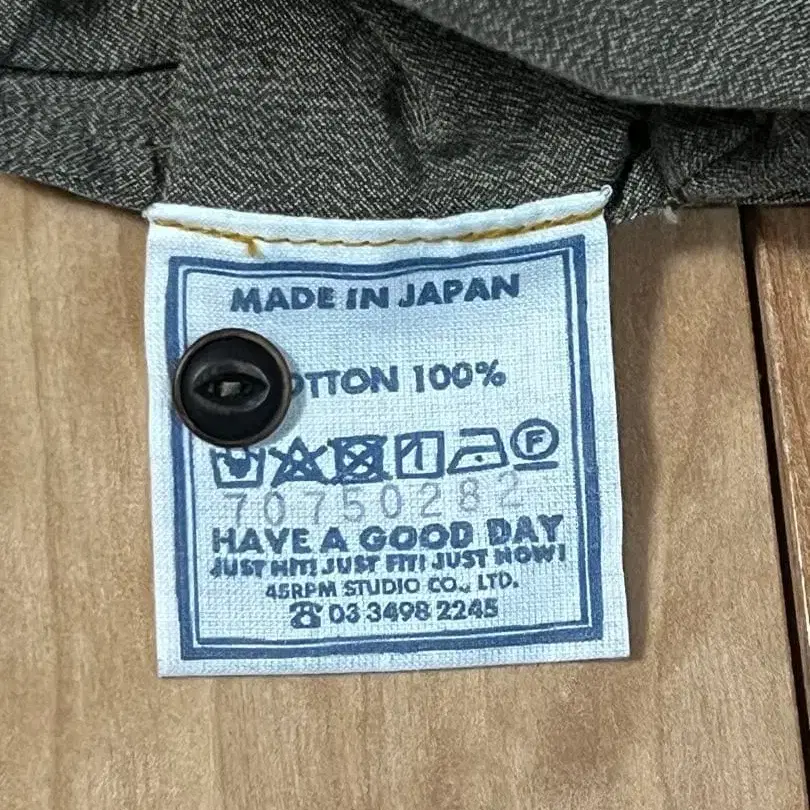 MADE IN JAPAN
OTTON 100%
F
70750282
HAVE A GOOD DAY
JUST HIT! JUST FIT! JUST NOW!
45RPM STUDIO CO., LTD.
☎ 03 3498 2245